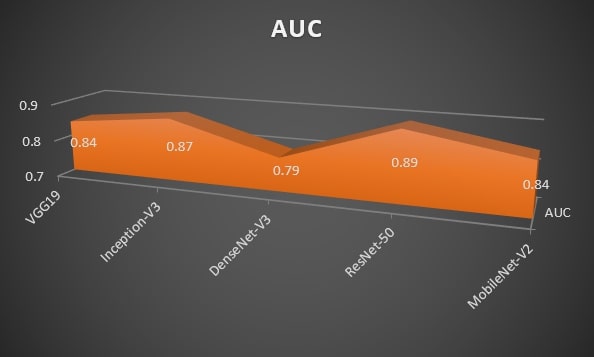 AUC
0.9
0.8
0.7
0.84
0.87
0.79
0.89
0.84
VGG19
Inception-V3
DenseNet-V3
ResNet-50
MobileNet-V2
AUC